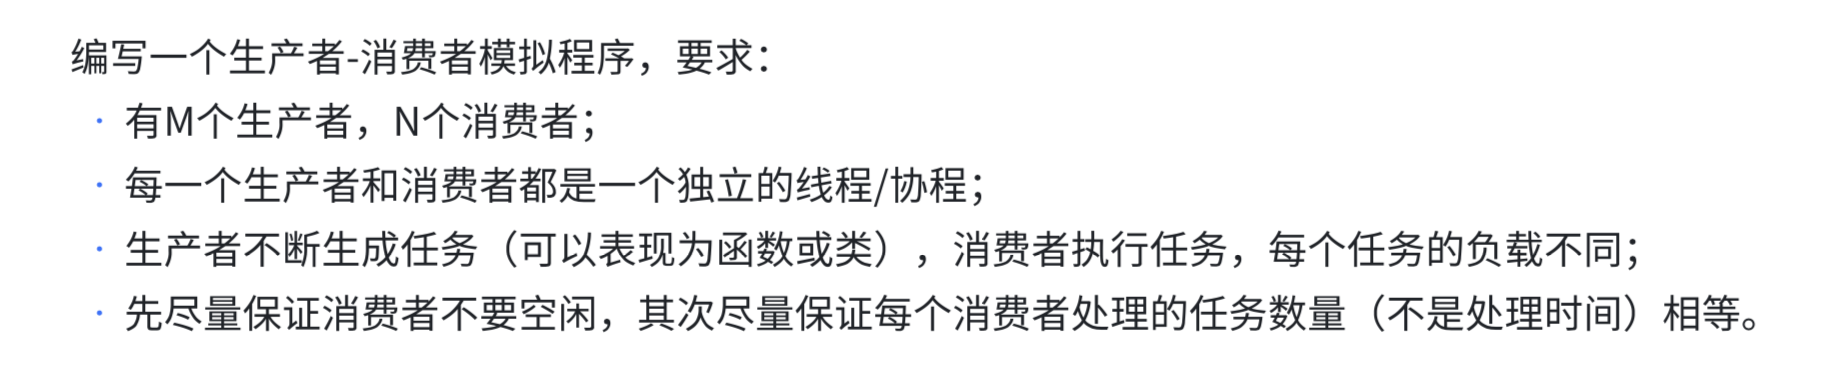 编写一个生产者-消费者模拟程序，要求：
· 有M个生产者，N个消费者；
· 每一个生产者和消费者都是一个独立的线程/协程；
· 生产者不断生成任务（可以表现为函数或类），消费者执行任务，每个任务的负载不同；
· 先尽量保证消费者不要空闲，其次尽量保证每个消费者处理的任务数量（不是处理时间）相等。